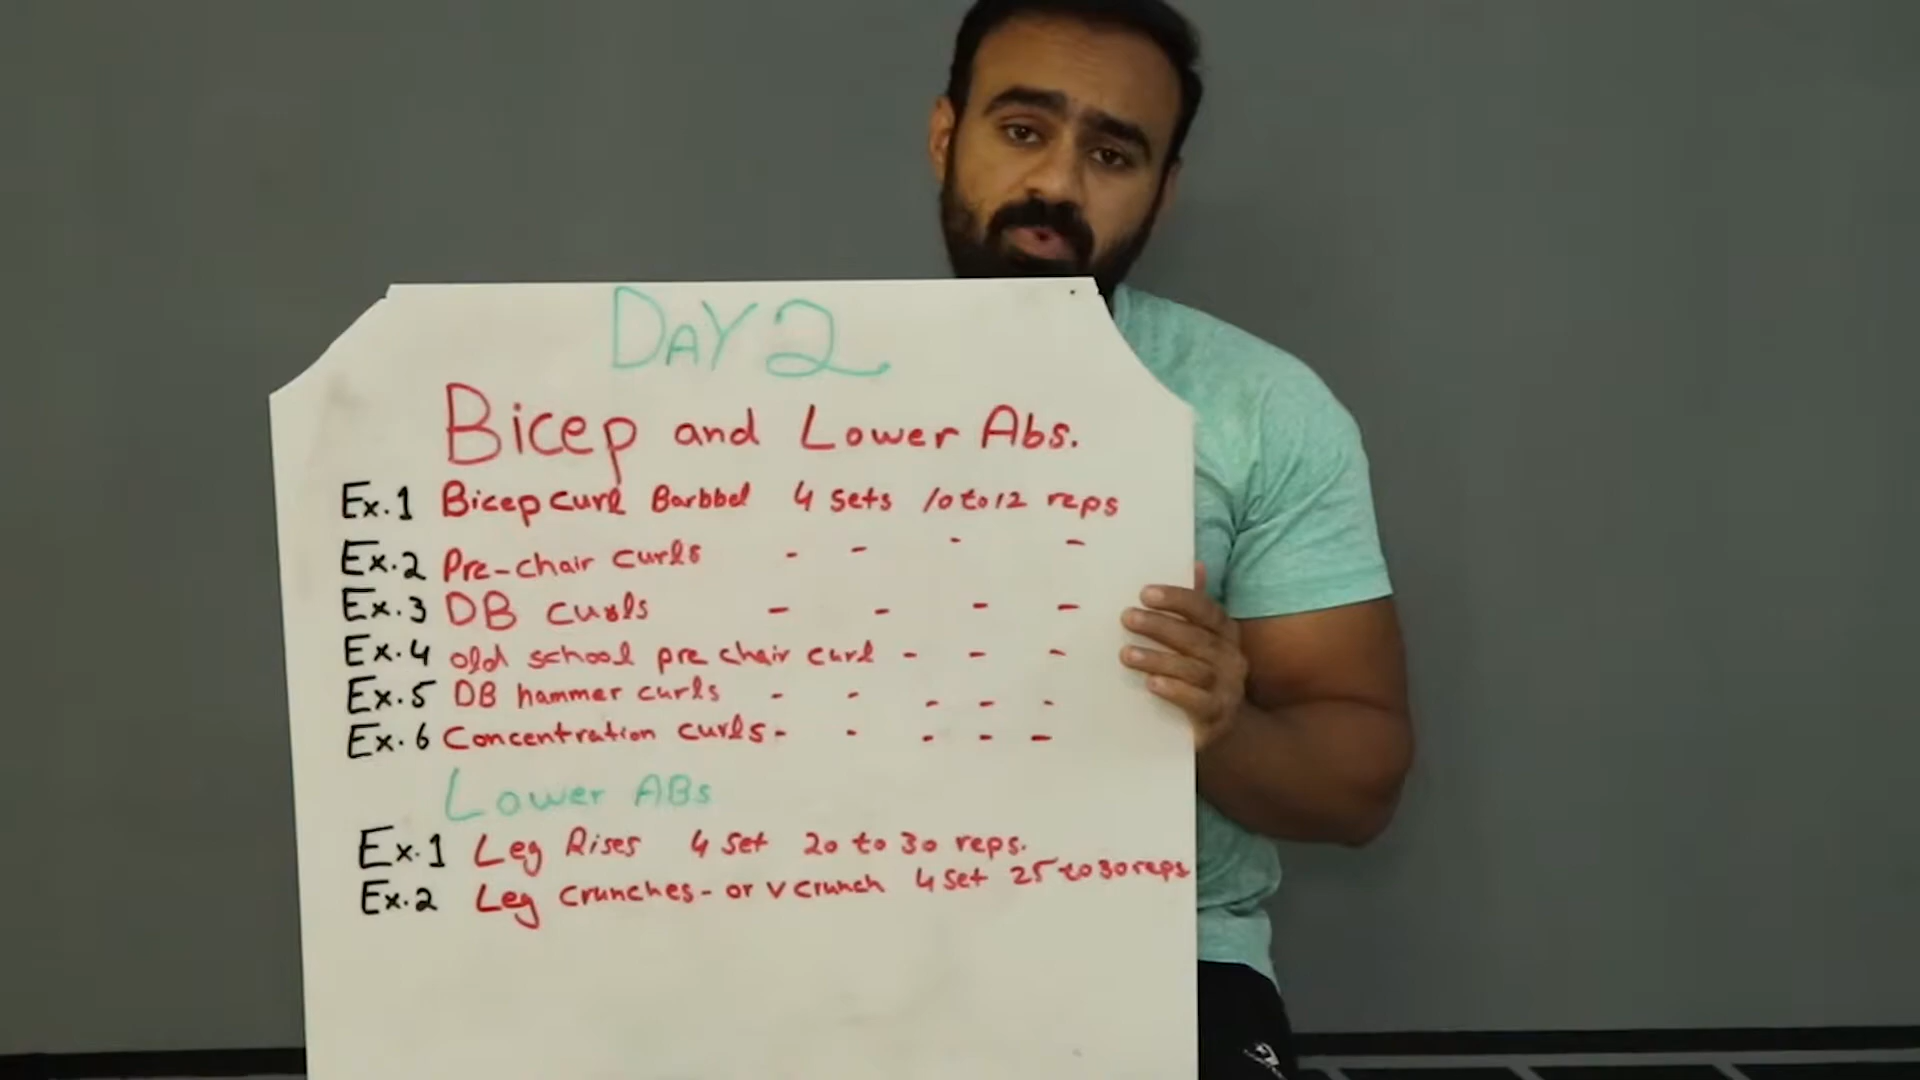 DAY 2
Bicep and Lower Abs.
Ex.1 Bicep curl Barbbel 4 sets 10 to 12 reps
Ex.2 Pre-chair curls - - - -
Ex.3 DB curls - - - -
Ex.4 old school pre chair curl - - -
Ex.5 DB hammer curls - - - - -
Ex.6 Concentration curls - - - - -
Lower ABs
Ex.1 Leg Rises 4 set 20 to 30 reps.
Ex.2 Leg crunches - or v crunch 4 set 25 to 30 reps